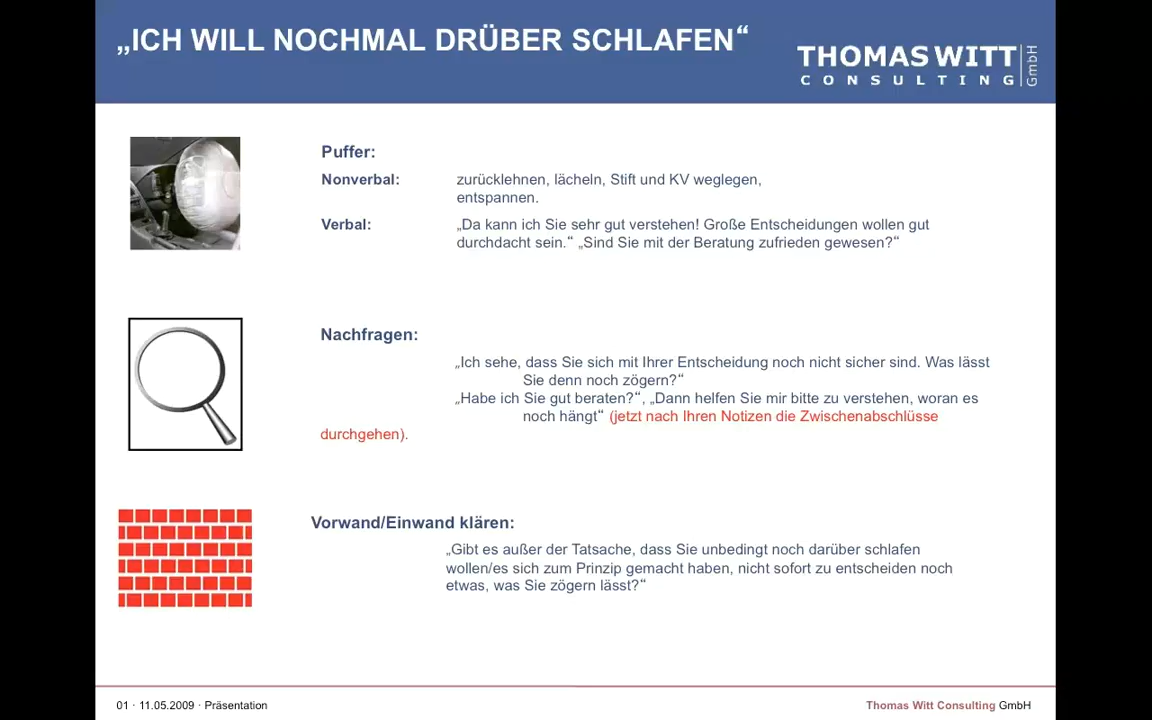 „ICH WILL NOCHMAL DRÜBER SCHLAFEN“
THOMAS WITT
CONSULTING
GmbH
Puffer:
Nonverbal: zurücklehnen, lächeln, Stift und KV weglegen,
entspannen.
Verbal: „Da kann ich Sie sehr gut verstehen! Große Entscheidungen wollen gut
durchdacht sein.“ „Sind Sie mit der Beratung zufrieden gewesen?“
Nachfragen:
„Ich sehe, dass Sie sich mit Ihrer Entscheidung noch nicht sicher sind. Was lässt
Sie denn noch zögern?“
„Habe ich Sie gut beraten?“, „Dann helfen Sie mir bitte zu verstehen, woran es
noch hängt“ (jetzt nach Ihren Notizen die Zwischenabschlüsse
durchgehen).
Vorwand/Einwand klären:
„Gibt es außer der Tatsache, dass Sie unbedingt noch darüber schlafen
wollen/es sich zum Prinzip gemacht haben, nicht sofort zu entscheiden noch
etwas, was Sie zögern lässt?“
01 · 11.05.2009 · Präsentation
Thomas Witt Consulting GmbH